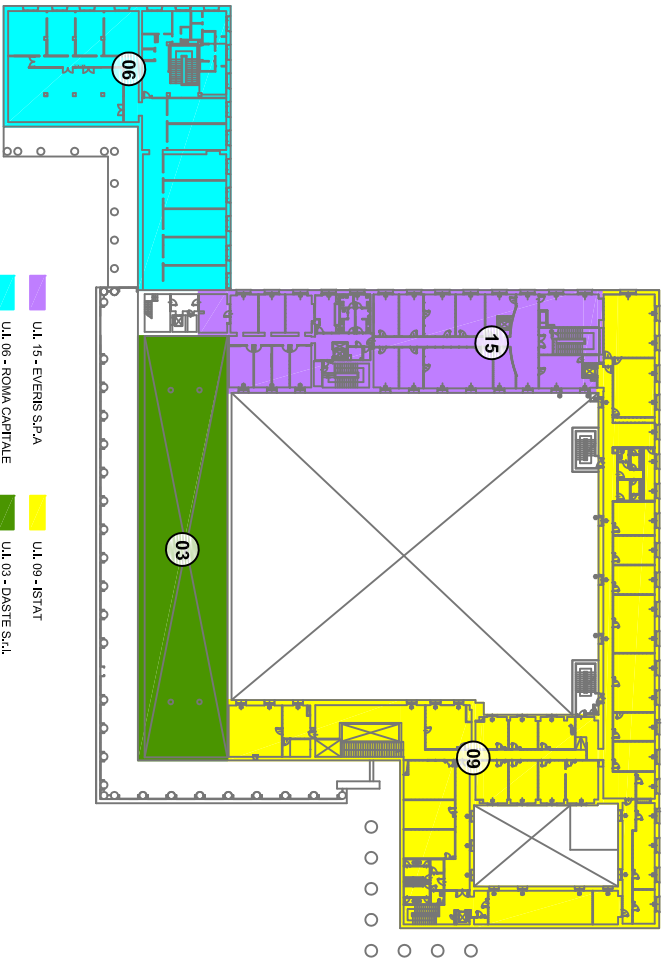 06
15
03
09
U.I. 15 - EVERIS S.P.A
U.I. 09 - ISTAT
U.I. 06 - ROMA CAPITALE
U.I. 03 - DASTE S.r.l.